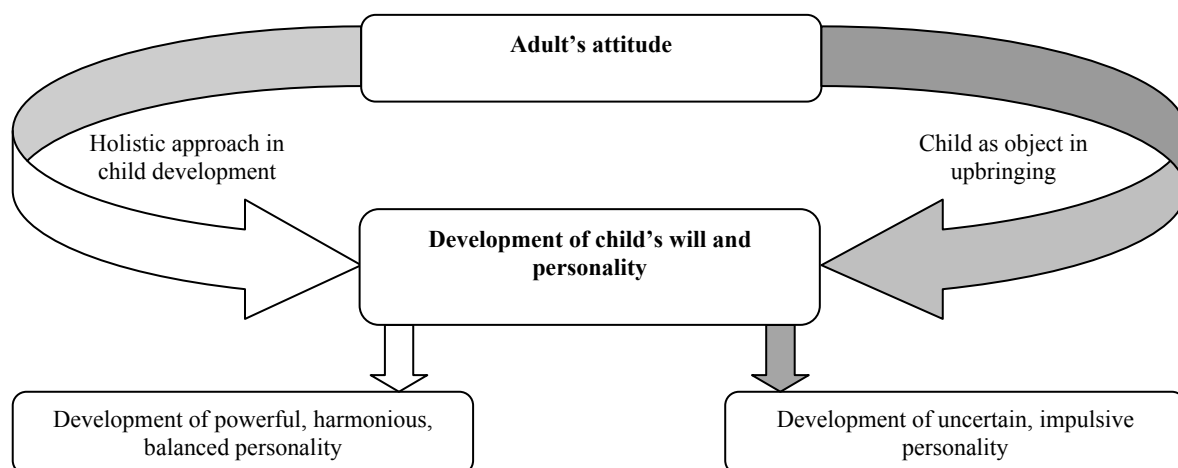 Adult’s attitude
Holistic approach in
child development
Child as object in
upbringing
Development of child’s will and
personality
Development of powerful, harmonious,
balanced personality
Development of uncertain, impulsive
personality